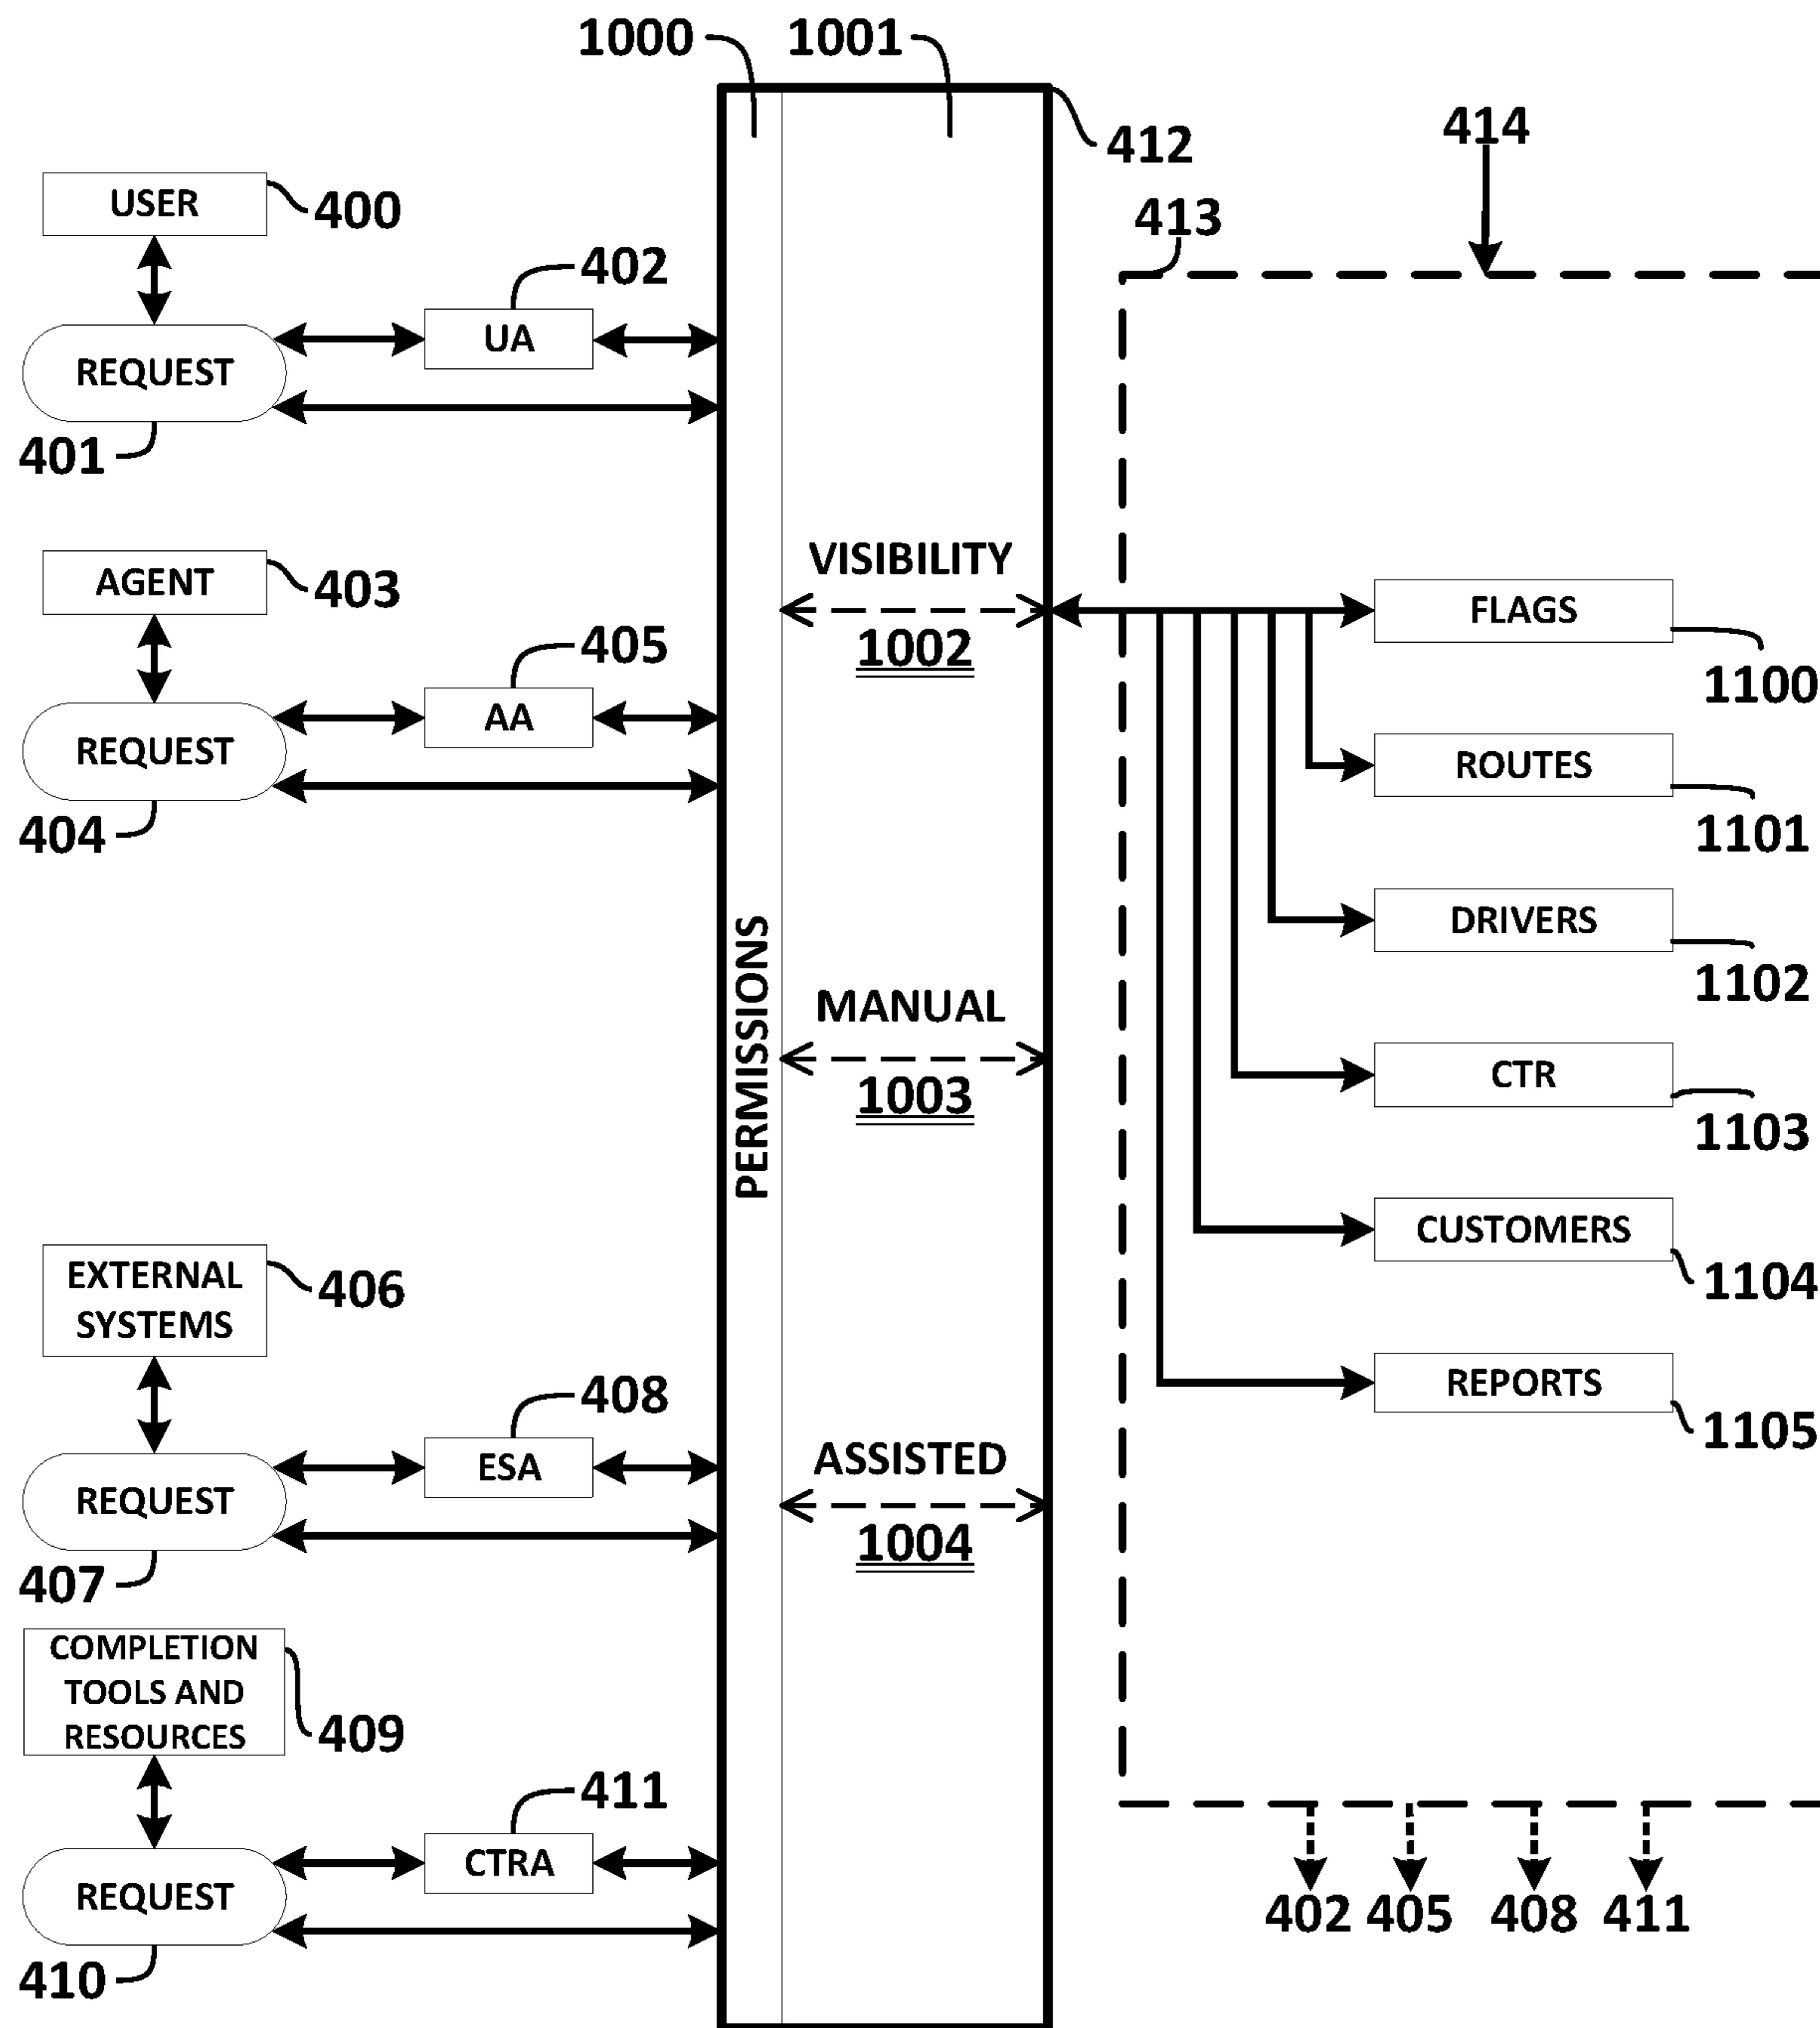 1000
1001
412
414
413
USER
400
402
UA
REQUEST
401
AGENT
403
405
AA
REQUEST
404
VISIBILITY
1002
FLAGS
1100
ROUTES
1101
DRIVERS
1102
PERMISSIONS
MANUAL
1003
CTR
1103
CUSTOMERS
1104
REPORTS
1105
EXTERNAL
SYSTEMS
406
408
ESA
REQUEST
407
ASSISTED
1004
COMPLETION
TOOLS AND
RESOURCES
409
411
CTRA
REQUEST
410
402
405
408
411